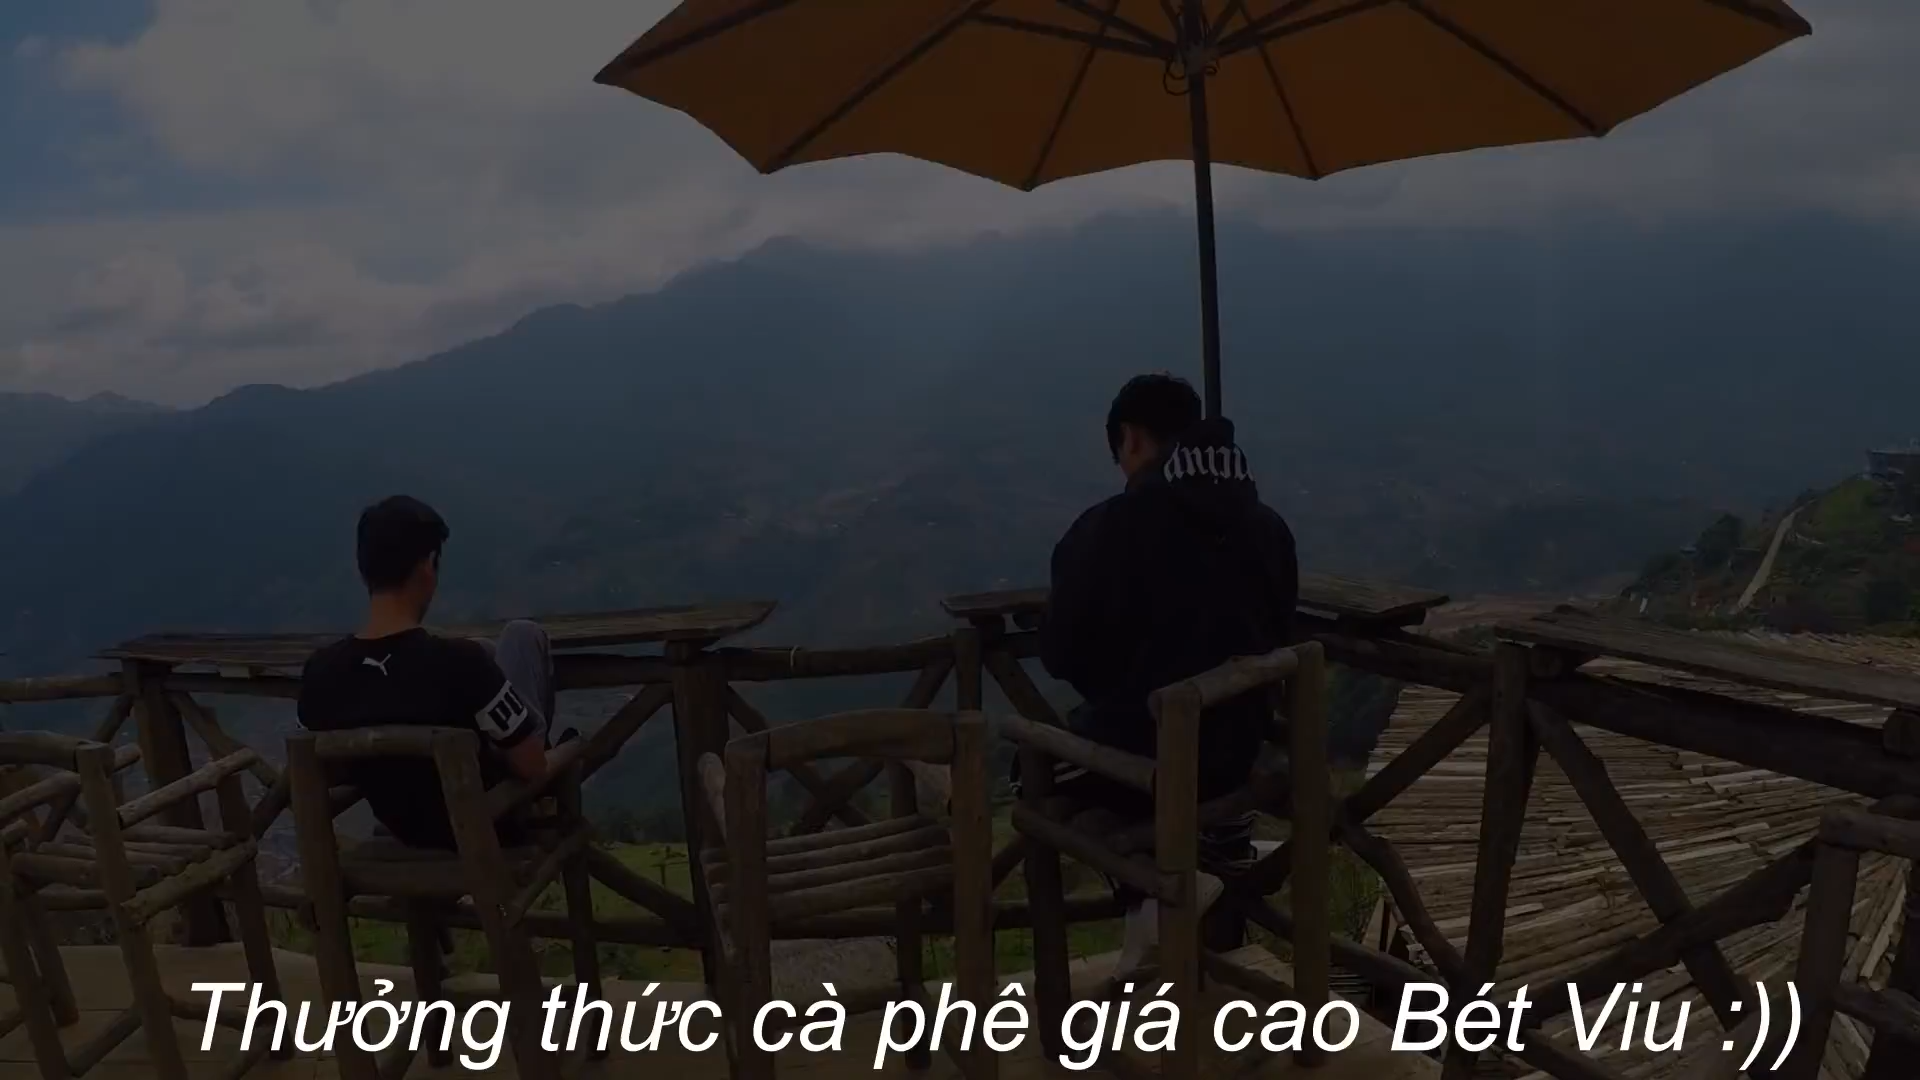 Thưởng thức cà phê giá cao Bét Viu :))